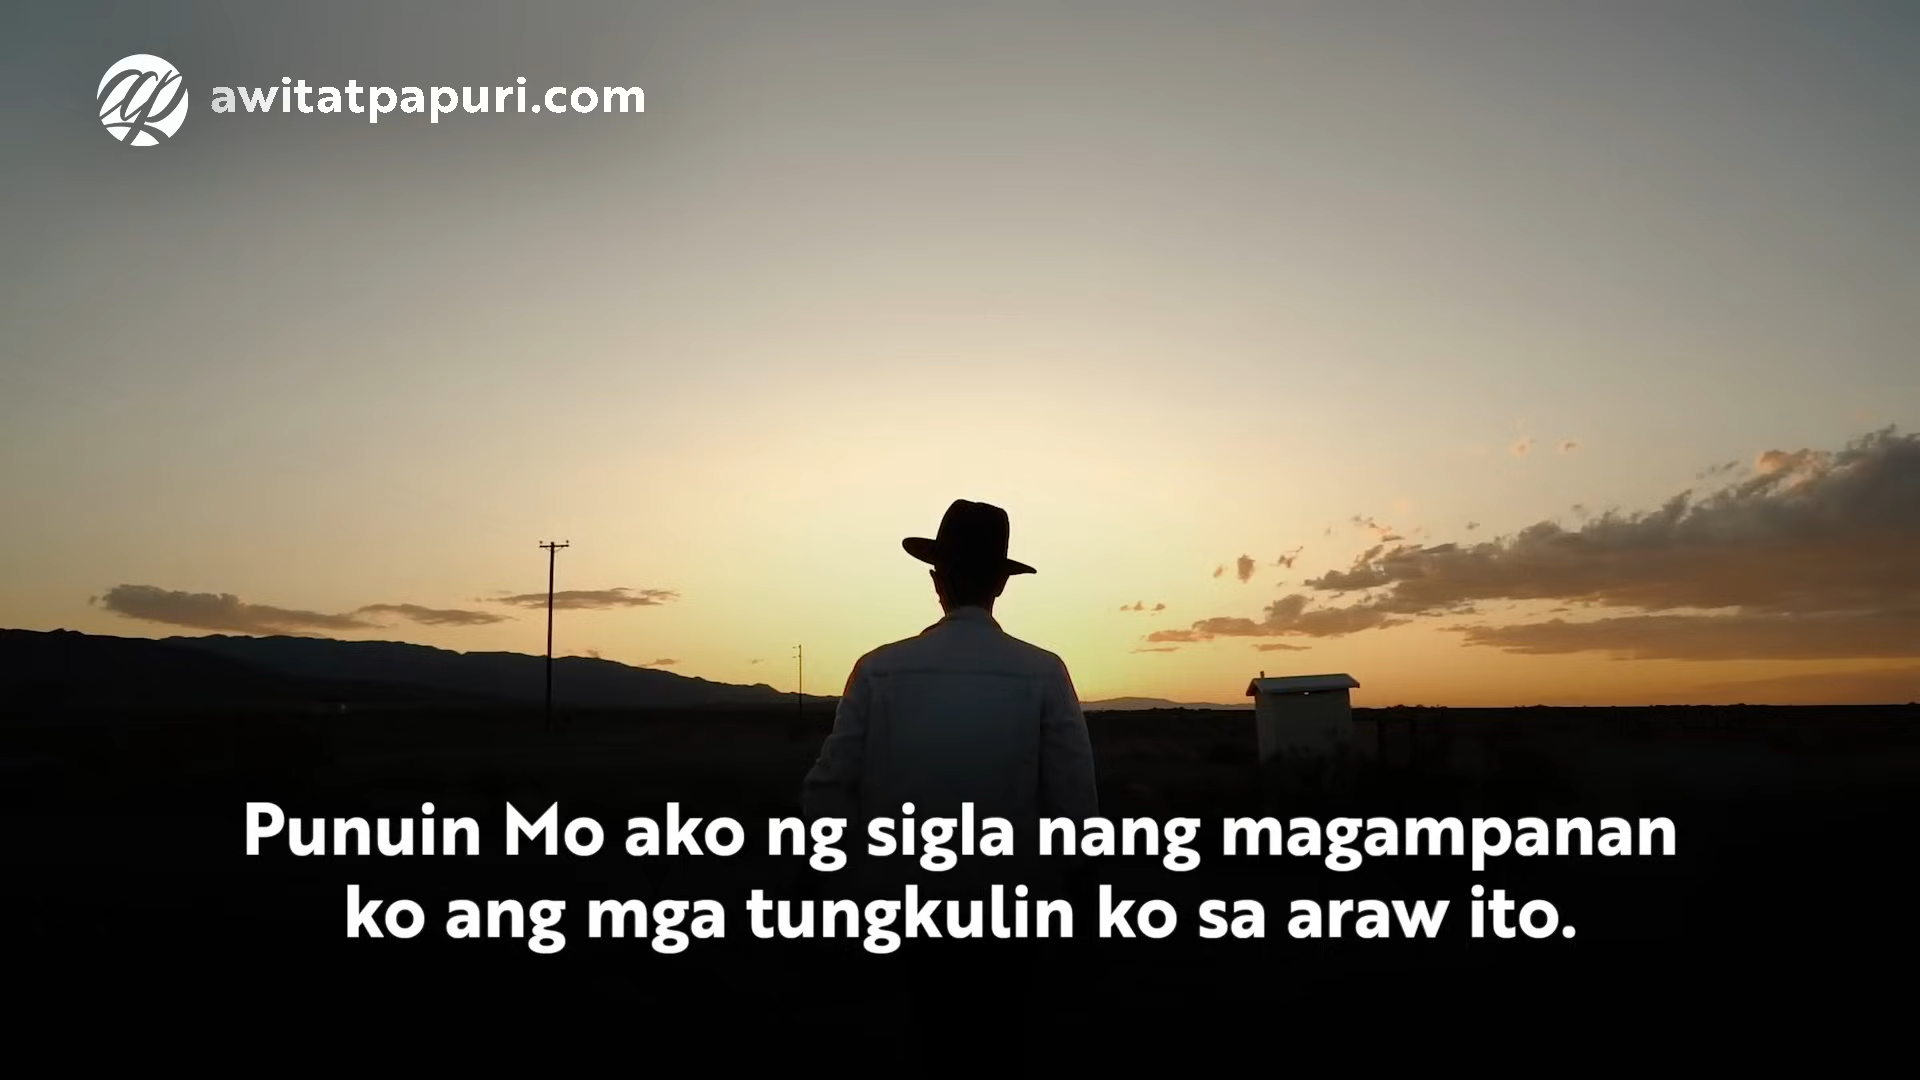 awitatpapuri.com
Punuin Mo ako ng sigla nang magampanan
ko ang mga tungkulin ko sa araw ito.